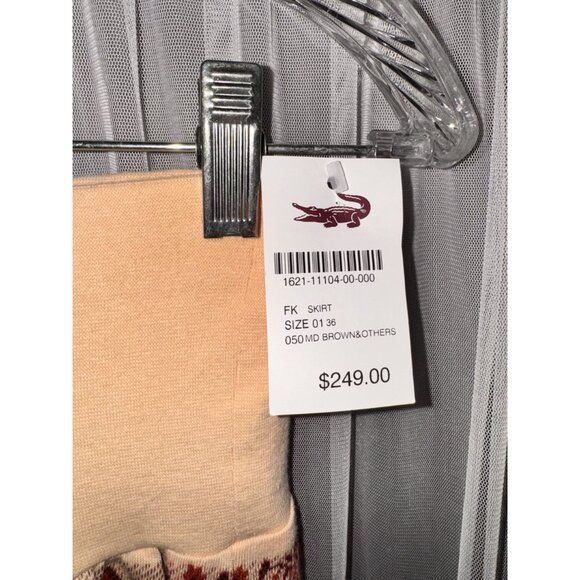 1621-11104-00-000
FK SKIRT
SIZE 01 36
050 MD BROWN&OTHERS
$249.00